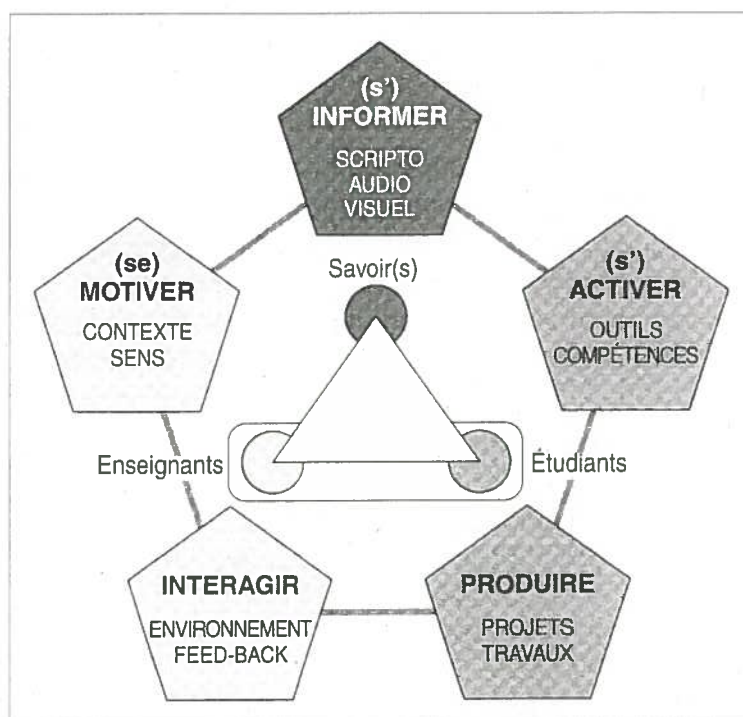 (s')
INFORMER
SCRIPTO
AUDIO
VISUEL
(se)
MOTIVER
CONTEXTE
SENS
(s')
ACTIVER
OUTILS
COMPÉTENCES
Savoir(s)
Enseignants
Étudiants
INTERAGIR
ENVIRONNEMENT
FEED-BACK
PRODUIRE
PROJETS
TRAVAUX